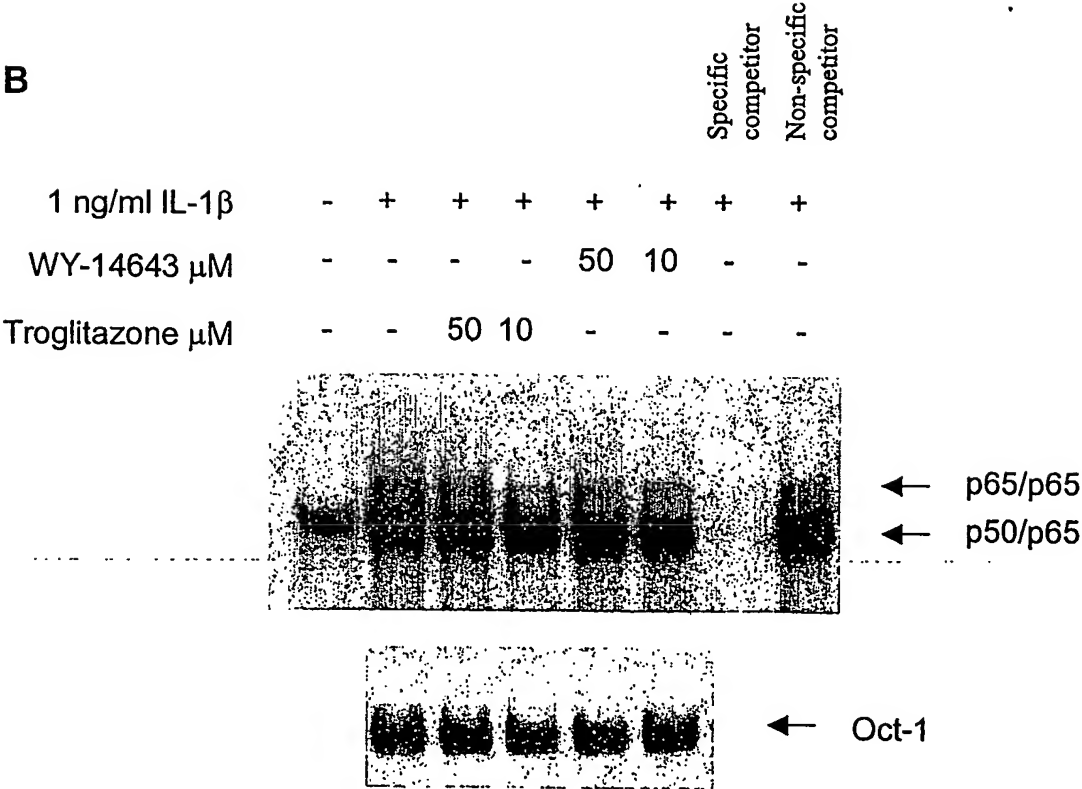 B
Specific
competitor
Non-specific
competitor
1 ng/ml IL-1β - + + + + + + +
WY-14643 μM - - - - 50 10 - -
Troglitazone μM - - 50 10 - - - -
p65/p65
p50/p65
Oct-1